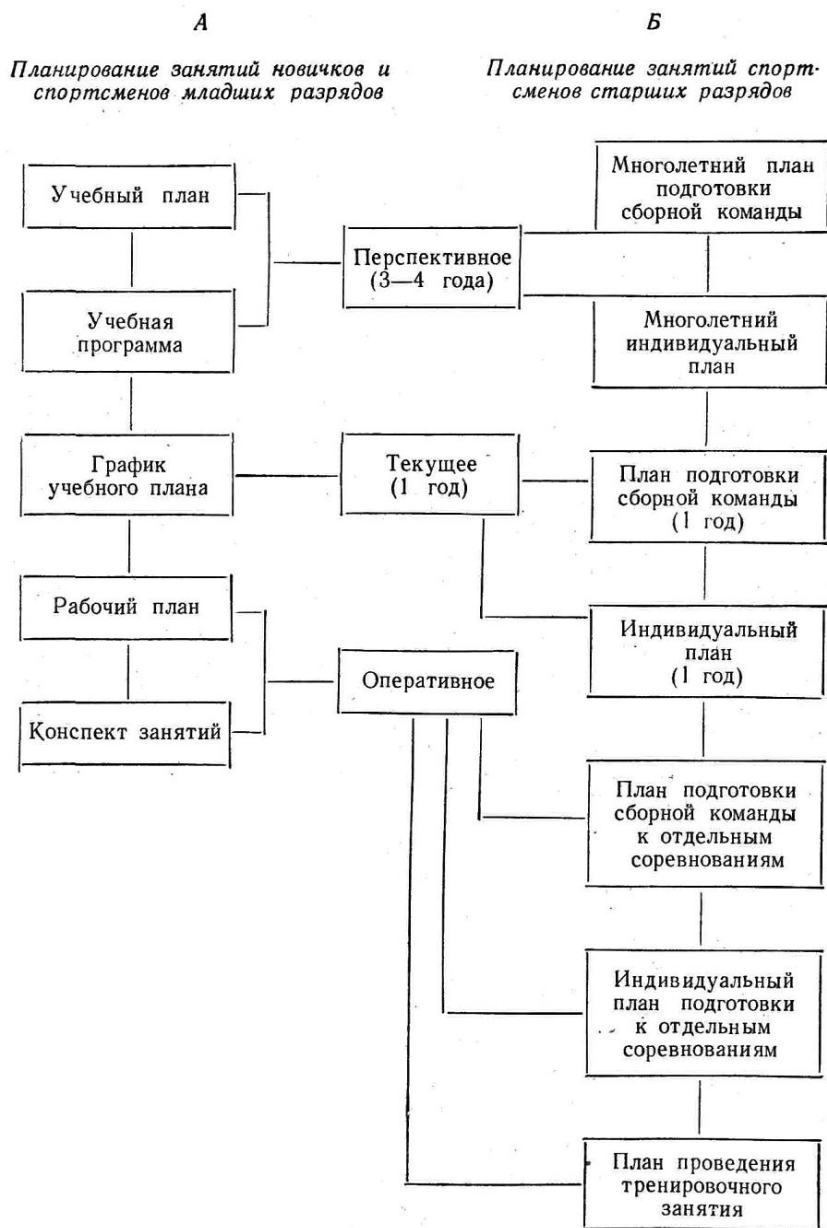 А
Планирование занятий новичков и
спортсменов младших разрядов
Б
Планирование занятий спорт-
сменов старших разрядов
Учебный план
Учебная
программа
График
учебного плана
Рабочий план
Конспект занятий
Перспективное
(3—4 года)
Текущее
(1 год)
Оперативное
Многолетний план
подготовки
сборной команды
Многолетний
индивидуальный
план
План подготовки
сборной команды
(1 год)
Индивидуальный
план
(1 год)
План подготовки
сборной команды
к отдельным
соревнованиям
Индивидуальный
план подготовки
к отдельным
соревнованиям
План проведения
тренировочного
занятия